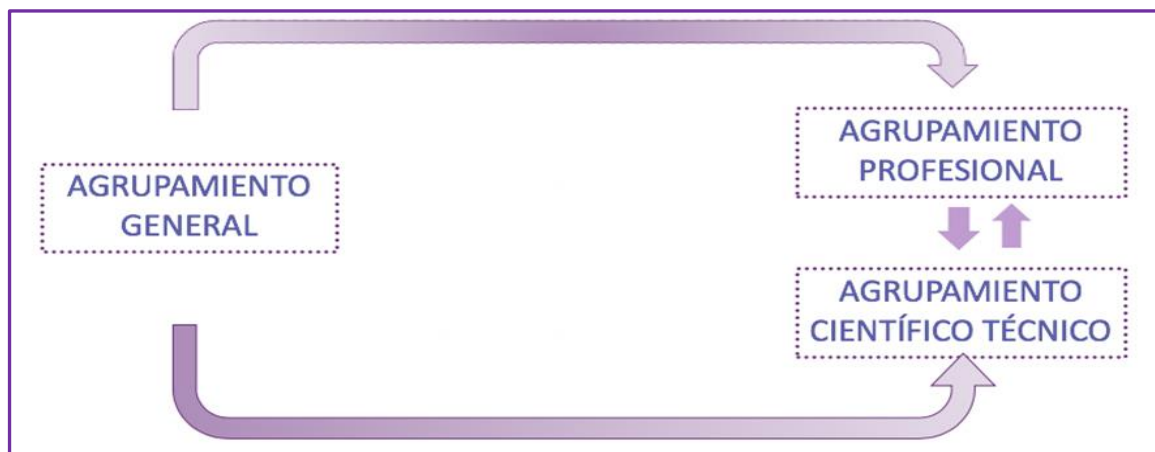 AGRUPAMIENTO
PROFESIONAL
AGRUPAMIENTO
GENERAL
AGRUPAMIENTO
CIENTÍFICO TÉCNICO